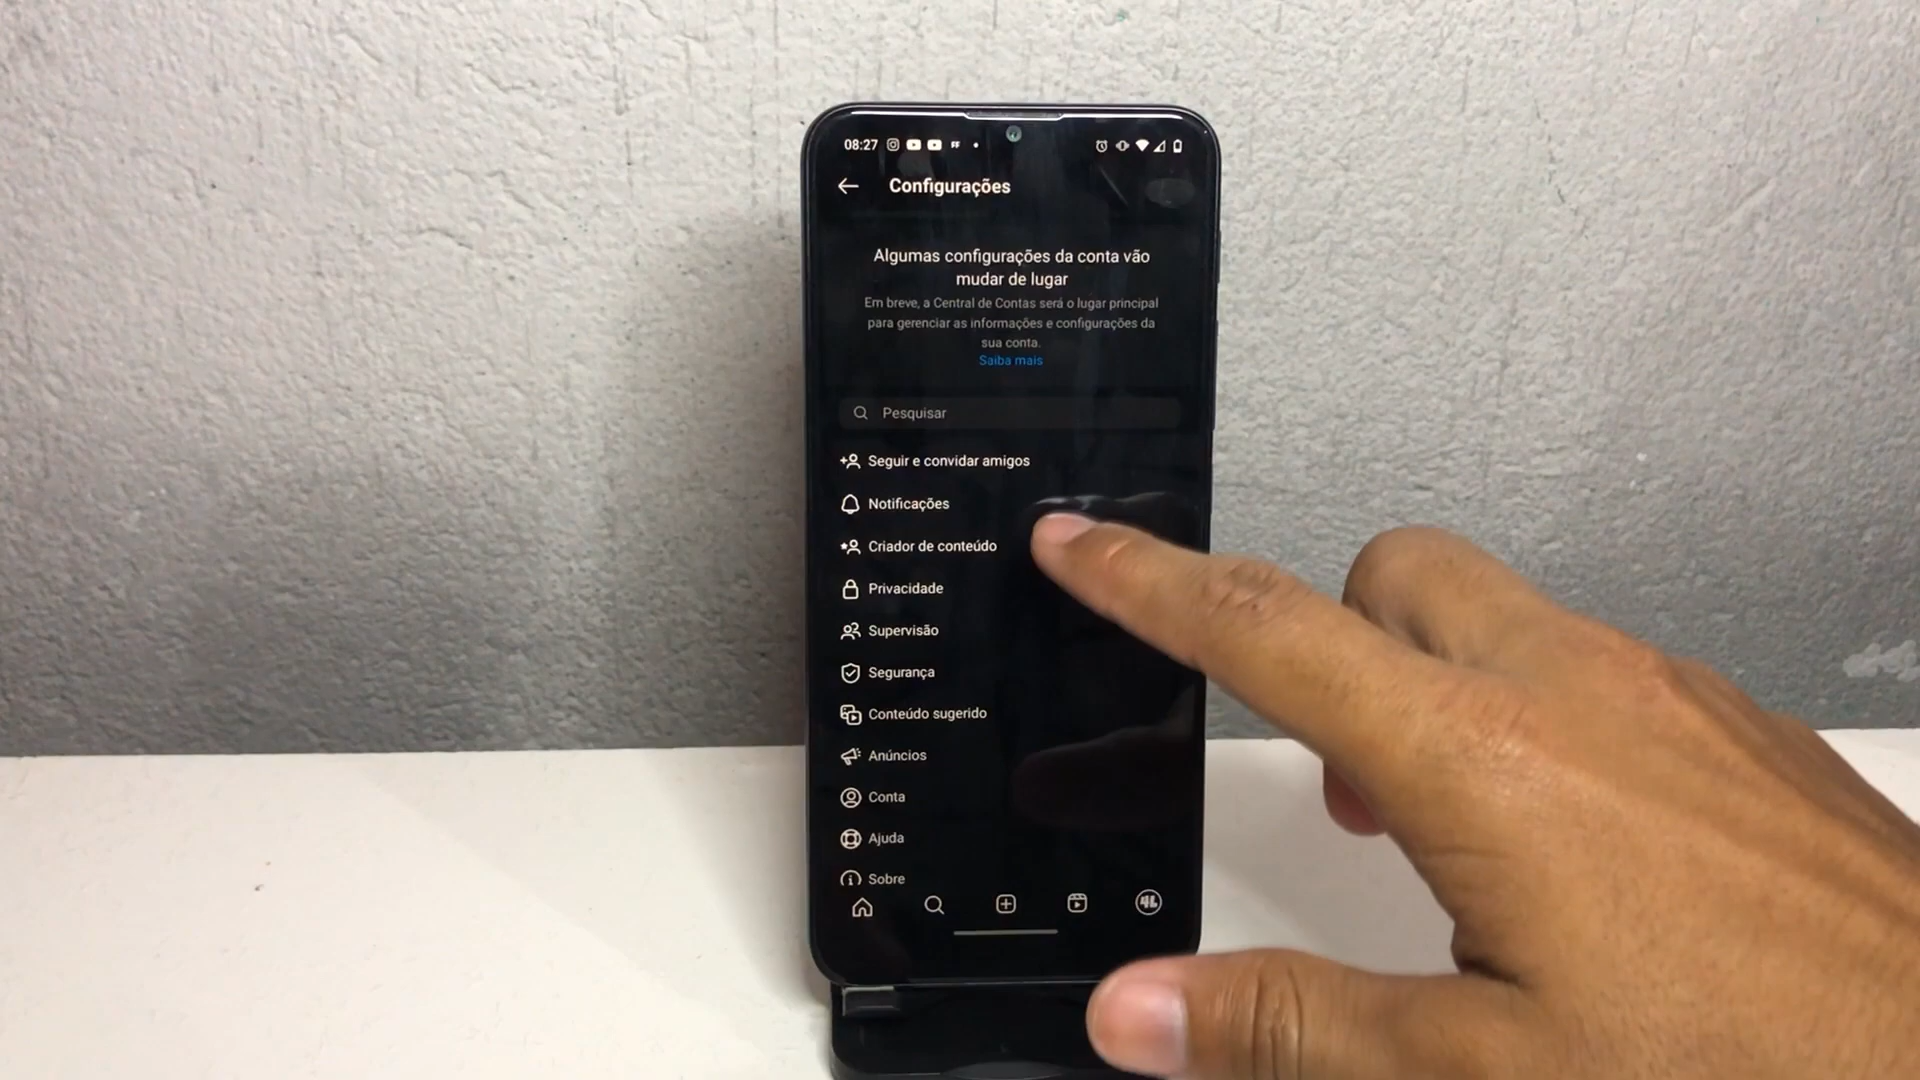 08:27
Configurações
Algumas configurações da conta vão
mudar de lugar
Em breve, a Central de Contas será o lugar principal
para gerenciar as informações e configurações da
sua conta.
Saiba mais
Pesquisar
Seguir e convidar amigos
Notificações
Criador de conteúdo
Privacidade
Supervisão
Segurança
Conteúdo sugerido
Anúncios
Conta
Ajuda
Sobre